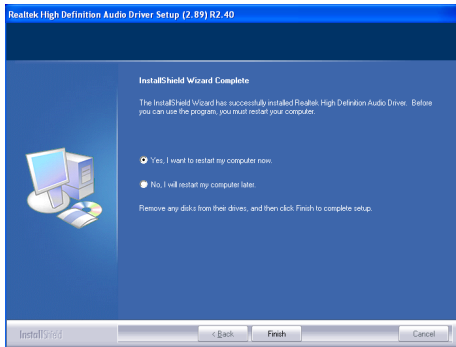 Realtek High Definition Audio Driver Setup (2.89) R2.40
InstallShield Wizard Complete
The InstallShield Wizard has successfully installed Realtek High Definition Audio Driver. Before
you can use the program, you must restart your computer.
Yes, I want to restart my computer now.
No, I will restart my computer later.
Remove any disks from their drives, and then click Finish to complete setup.
InstallShield
< Back
Finish
Cancel